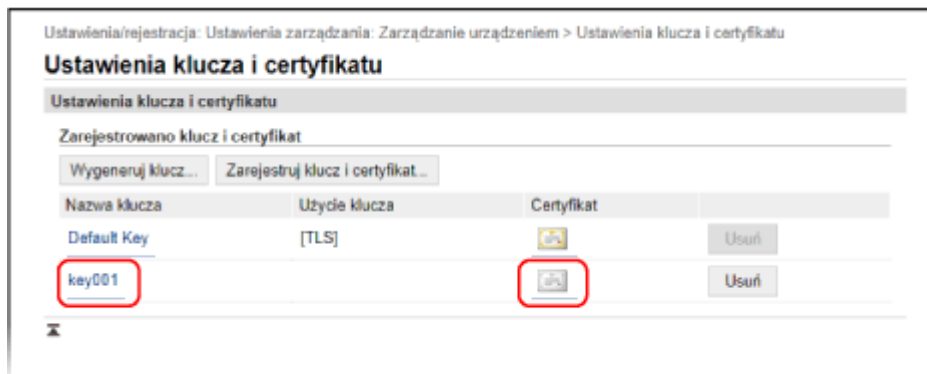 Ustawienia/rejestracja: Ustawienia zarządzania: Zarządzanie urządzeniem > Ustawienia klucza i certyfikatu
Ustawienia klucza i certyfikatu
Ustawienia klucza i certyfikatu
Zarejestrowano klucz i certyfikat
Wygeneruj klucz... Zarejestruj klucz i certyfikat...
Nazwa klucza Użycie klucza Certyfikat
Default Key [TLS] Usuń
key001 Usuń